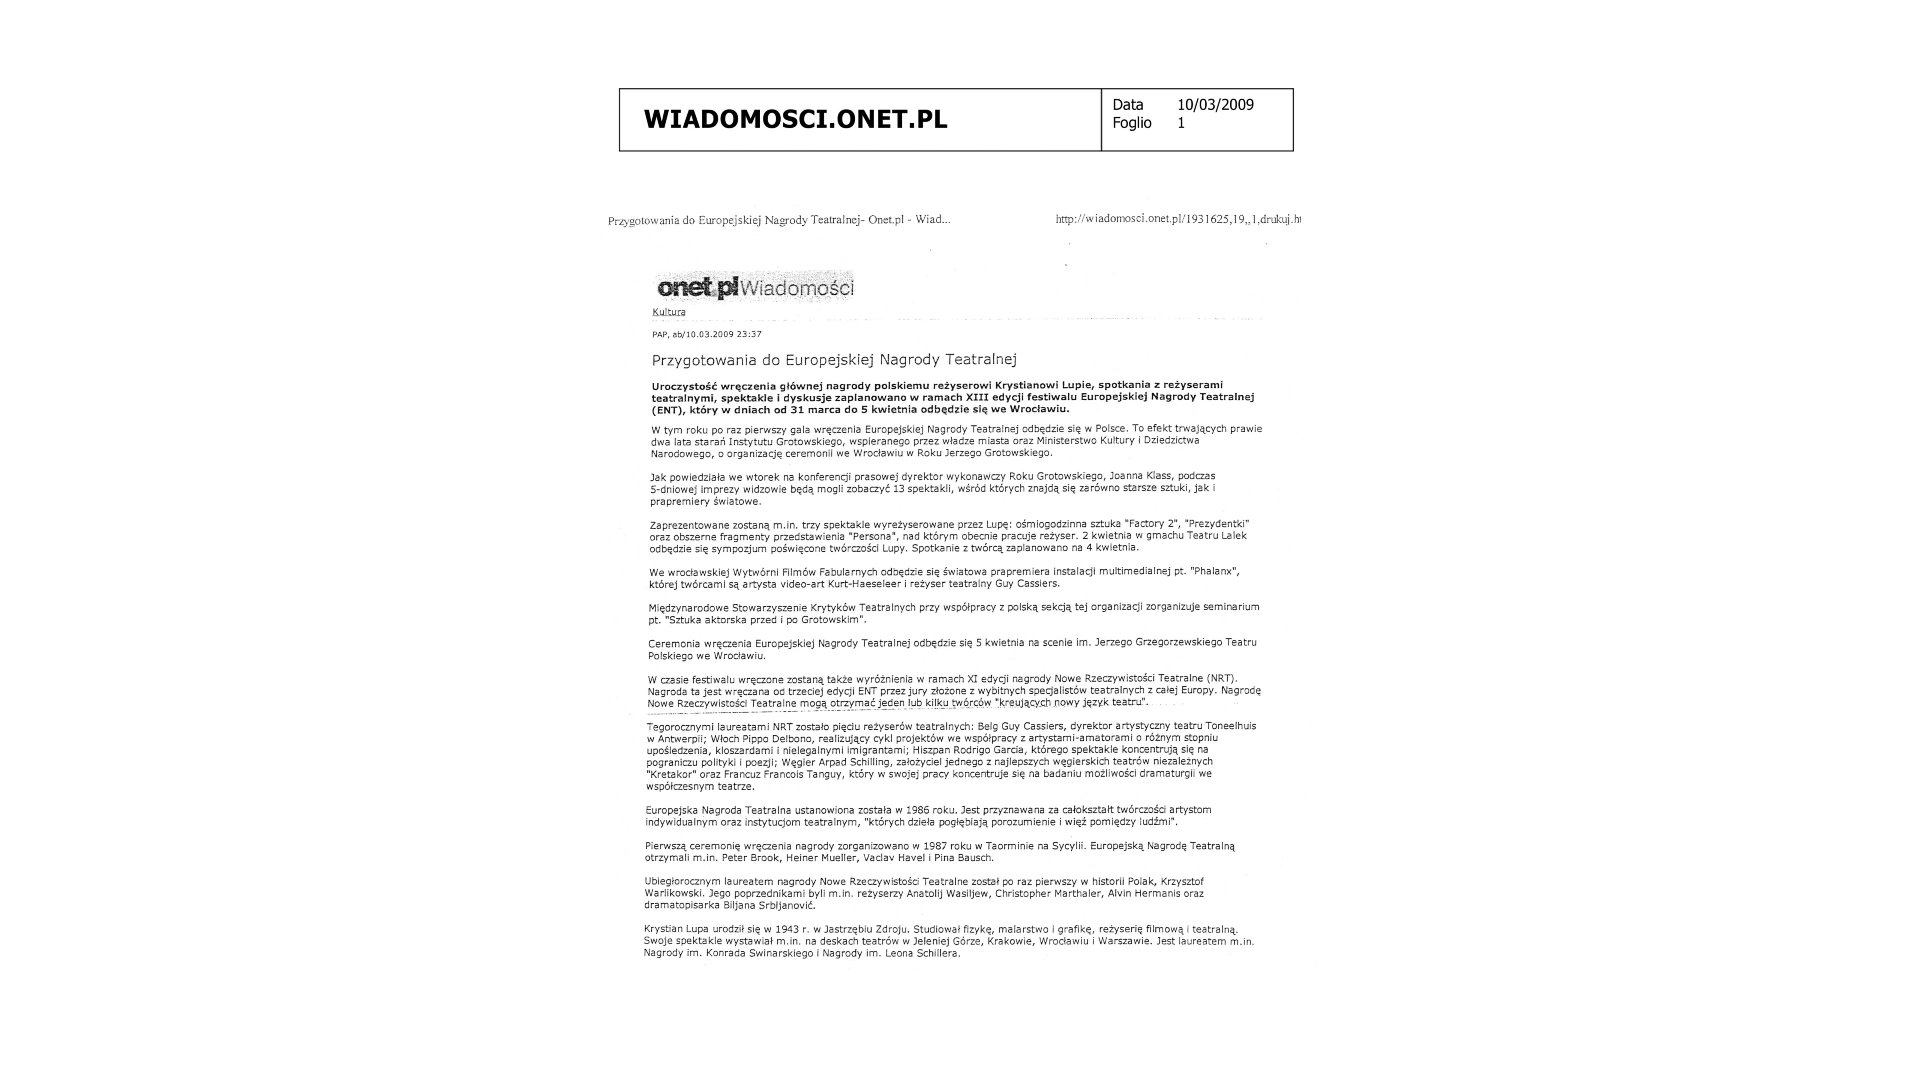 WIADOMOSCI.ONET.PL
Data 10/03/2009
Foglio 1
Przygotowania do Europejskiej Nagrody Teatralnej- Onet.pl - Wiad...
http://wiadomosci.onet.pl/1931625,19,,1,drukuj.ht
onet.pl Wiadomości
Kultura
PAP, ab/10.03.2009 23:37
Przygotowania do Europejskiej Nagrody Teatralnej
Uroczystość wręczenia głównej nagrody polskiemu reżyserowi Krystianowi Lupie, spotkania z reżyserami
teatralnymi, spektakle i dyskusje zaplanowano w ramach XIII edycji festiwalu Europejskiej Nagrody Teatralnej
(ENT), który w dniach od 31 marca do 5 kwietnia odbędzie się we Wrocławiu.
W tym roku po raz pierwszy gala wręczenia Europejskiej Nagrody Teatralnej odbędzie się w Polsce. To efekt trwających prawie
dwa lata starań Instytutu Grotowskiego, wspieranego przez władze miasta oraz Ministerstwo Kultury i Dziedzictwa
Narodowego, o organizację ceremonii we Wrocławiu w Roku Jerzego Grotowskiego.
Jak powiedziała we wtorek na konferencji prasowej dyrektor wykonawczy Roku Grotowskiego, Joanna Klass, podczas
5-dniowej imprezy widzowie będą mogli zobaczyć 13 spektakli, wśród których znajdą się zarówno starsze sztuki, jak i
prapremiery światowe.
Zaprezentowane zostaną m.in. trzy spektakle wyreżyserowane przez Lupę: ośmiogodzinna sztuka "Factory 2", "Prezydentki"
oraz obszerne fragmenty przedstawienia "Persona", nad którym obecnie pracuje reżyser. 2 kwietnia w gmachu Teatru Lalek
odbędzie się sympozjum poświęcone twórczości Lupy. Spotkanie z twórcą zaplanowano na 4 kwietnia.
We wrocławskiej Wytwórni Filmów Fabularnych odbędzie się światowa prapremiera instalacji multimedialnej pt. "Phalanx",
której twórcami są artysta video-art Kurt-Haeseleer i reżyser teatralny Guy Cassiers.
Międzynarodowe Stowarzyszenie Krytyków Teatralnych przy współpracy z polską sekcją tej organizacji zorganizuje seminarium
pt. "Sztuka aktorska przed i po Grotowskim".
Ceremonia wręczenia Europejskiej Nagrody Teatralnej odbędzie się 5 kwietnia na scenie im. Jerzego Grzegorzewskiego Teatru
Polskiego we Wrocławiu.
W czasie festiwalu wręczone zostaną także wyróżnienia w ramach XI edycji nagrody Nowe Rzeczywistości Teatralne (NRT).
Nagroda ta jest wręczana od trzeciej edycji ENT przez jury złożone z wybitnych specjalistów teatralnych z całej Europy. Nagrodę
Nowe Rzeczywistości Teatralne mogą otrzymać jeden lub kilku twórców "kreujących nowy język teatru".
Tegorocznymi laureatami NRT zostało pięciu reżyserów teatralnych: Belg Guy Cassiers, dyrektor artystyczny teatru Toneelhuis
w Antwerpii; Włoch Pippo Delbono, realizujący cykl projektów we współpracy z artystami-amatorami o różnym stopniu
upośledzenia, kloszardami i nielegalnymi imigrantami; Hiszpan Rodrigo Garcia, którego spektakle koncentrują się na
pograniczu polityki i poezji; Węgier Arpad Schilling, założyciel jednego z najlepszych węgierskich teatrów niezależnych
"Kretakor" oraz Francuz Francois Tanguy, który w swojej pracy koncentruje się na badaniu możliwości dramaturgii we
współczesnym teatrze.
Europejska Nagroda Teatralna ustanowiona została w 1986 roku. Jest przyznawana za całokształt twórczości artystom
indywidualnym oraz instytucjom teatralnym, "których dzieła pogłębiają porozumienie i więź pomiędzy ludźmi".
Pierwszą ceremonię wręczenia nagrody zorganizowano w 1987 roku w Taorminie na Sycylii. Europejską Nagrodę Teatralną
otrzymali m.in. Peter Brook, Heiner Mueller, Vaclav Havel i Pina Bausch.
Ubiegłorocznym laureatem nagrody Nowe Rzeczywistości Teatralne został po raz pierwszy w historii Polak, Krzysztof
Warlikowski. Jego poprzednikami byli m.in. reżyserzy Anatolij Wasiljew, Christopher Marthaler, Alvin Hermanis oraz
dramatopisarka Biljana Srbljanović.
Krystian Lupa urodził się w 1943 r. w Jastrzębiu Zdroju. Studiował fizykę, malarstwo i grafikę, reżyserię filmową i teatralną.
Swoje spektakle wystawiał m.in. na deskach teatrów w Jeleniej Górze, Krakowie, Wrocławiu i Warszawie. Jest laureatem m.in.
Nagrody im. Konrada Swinarskiego i Nagrody im. Leona Schillera.